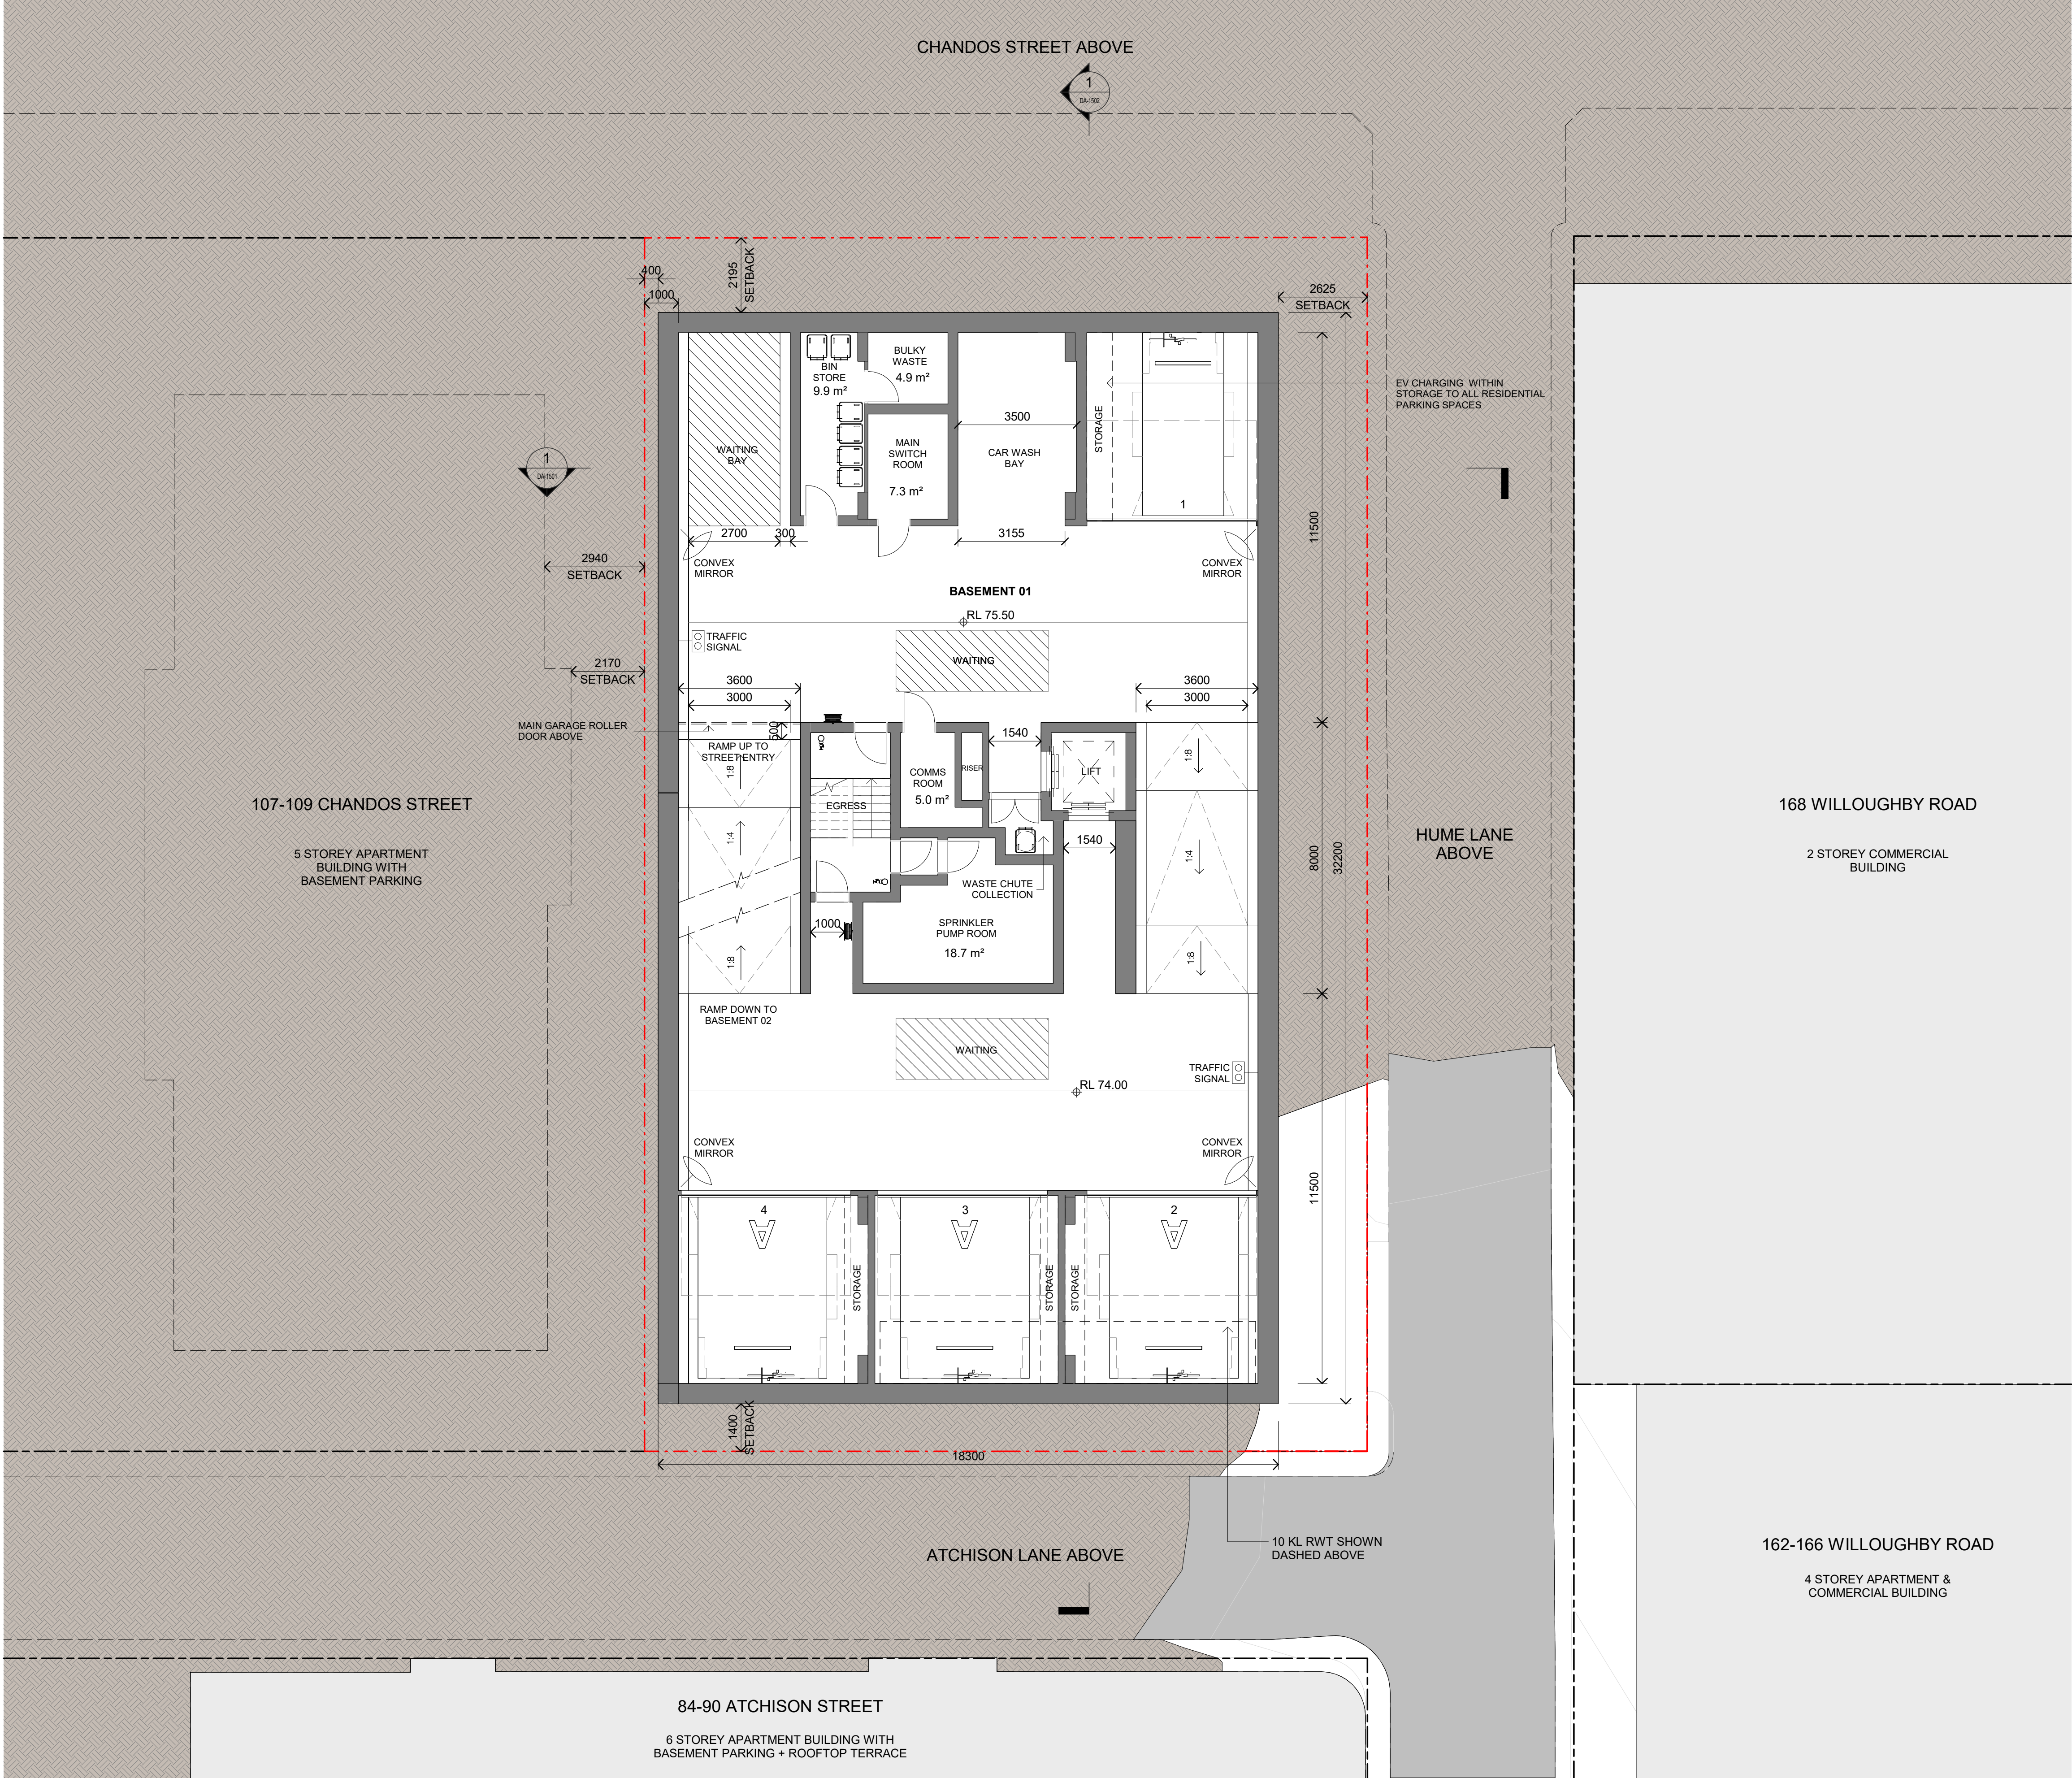 CHANDOS STREET ABOVE
1
DA-1502
400
1000
2195
SETBACK
2625
SETBACK
BIN
STORE
9.9 m²
BULKY
WASTE
4.9 m²
EV CHARGING WITHIN
STORAGE TO ALL RESIDENTIAL
PARKING SPACES
3500
STORAGE
WAITING
BAY
MAIN
SWITCH
ROOM
7.3 m²
CAR WASH
BAY
1
1
DA-1501
2700
300
3155
11500
CONVEX
MIRROR
CONVEX
MIRROR
2940
SETBACK
BASEMENT 01
RL 75.50
TRAFFIC
SIGNAL
WAITING
2170
SETBACK
3600
3000
3600
3000
MAIN GARAGE ROLLER
DOOR ABOVE
500
RAMP UP TO
STREET ENTRY
1:8
1540
1:8
COMMS
ROOM
5.0 m²
RISER
LIFT
EGRESS
107-109 CHANDOS STREET
5 STOREY APARTMENT
BUILDING WITH
BASEMENT PARKING
1:4
1540
1:4
8000
32200
HUME LANE
ABOVE
168 WILLOUGHBY ROAD
2 STOREY COMMERCIAL
BUILDING
WASTE CHUTE
COLLECTION
1000
SPRINKLER
PUMP ROOM
18.7 m²
1:8
1:8
RAMP DOWN TO
BASEMENT 02
WAITING
TRAFFIC
SIGNAL
RL 74.00
CONVEX
MIRROR
CONVEX
MIRROR
11500
4
3
2
A
A
A
STORAGE
STORAGE
STORAGE
1400
SETBACK
18300
10 KL RWT SHOWN
DASHED ABOVE
ATCHISON LANE ABOVE
162-166 WILLOUGHBY ROAD
4 STOREY APARTMENT &
COMMERCIAL BUILDING
84-90 ATCHISON STREET
6 STOREY APARTMENT BUILDING WITH
BASEMENT PARKING + ROOFTOP TERRACE